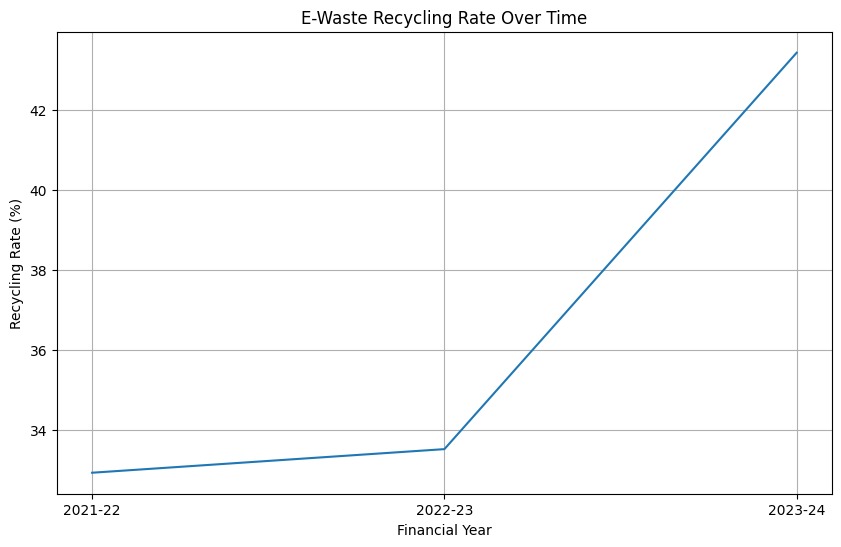 E-Waste Recycling Rate Over Time
Recycling Rate (%)
42
40
38
36
34
2021-22 2022-23 2023-24
Financial Year